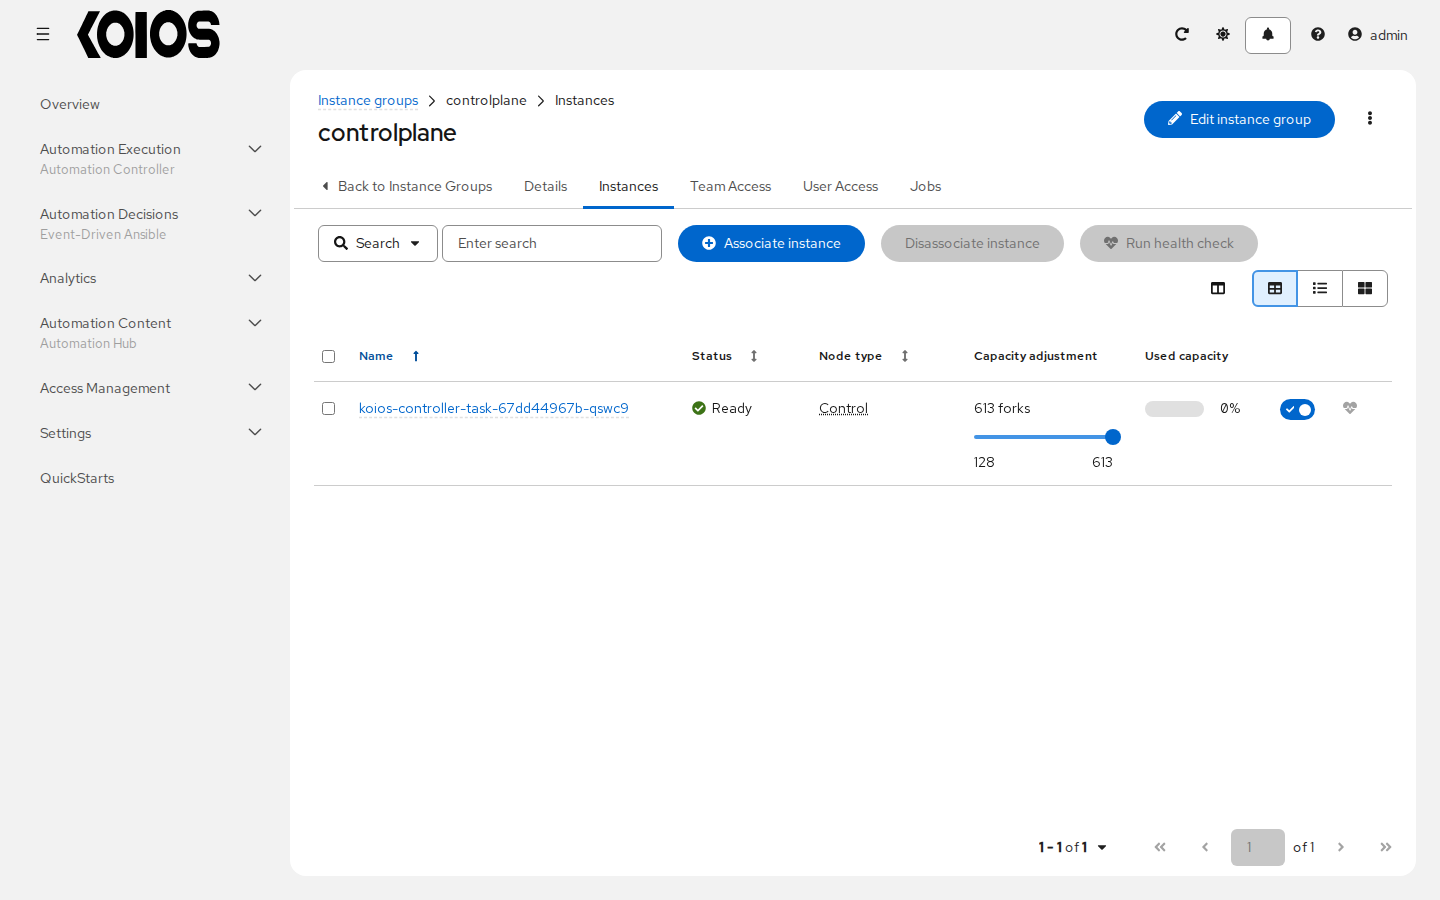 KOIOS
admin
Overview
Automation Execution
Automation Controller
Automation Decisions
Event-Driven Ansible
Analytics
Automation Content
Automation Hub
Access Management
Settings
QuickStarts
Instance groups
controlplane
Instances
controlplane
Edit instance group
Back to Instance Groups
Details
Instances
Team Access
User Access
Jobs
Search
Enter search
Associate instance
Disassociate instance
Run health check
Name
Status
Node type
Capacity adjustment
Used capacity
koios-controller-task-67dd44967b-qswc9
Ready
Control
613 forks
0%
128
613
1 - 1 of 1
1
of 1